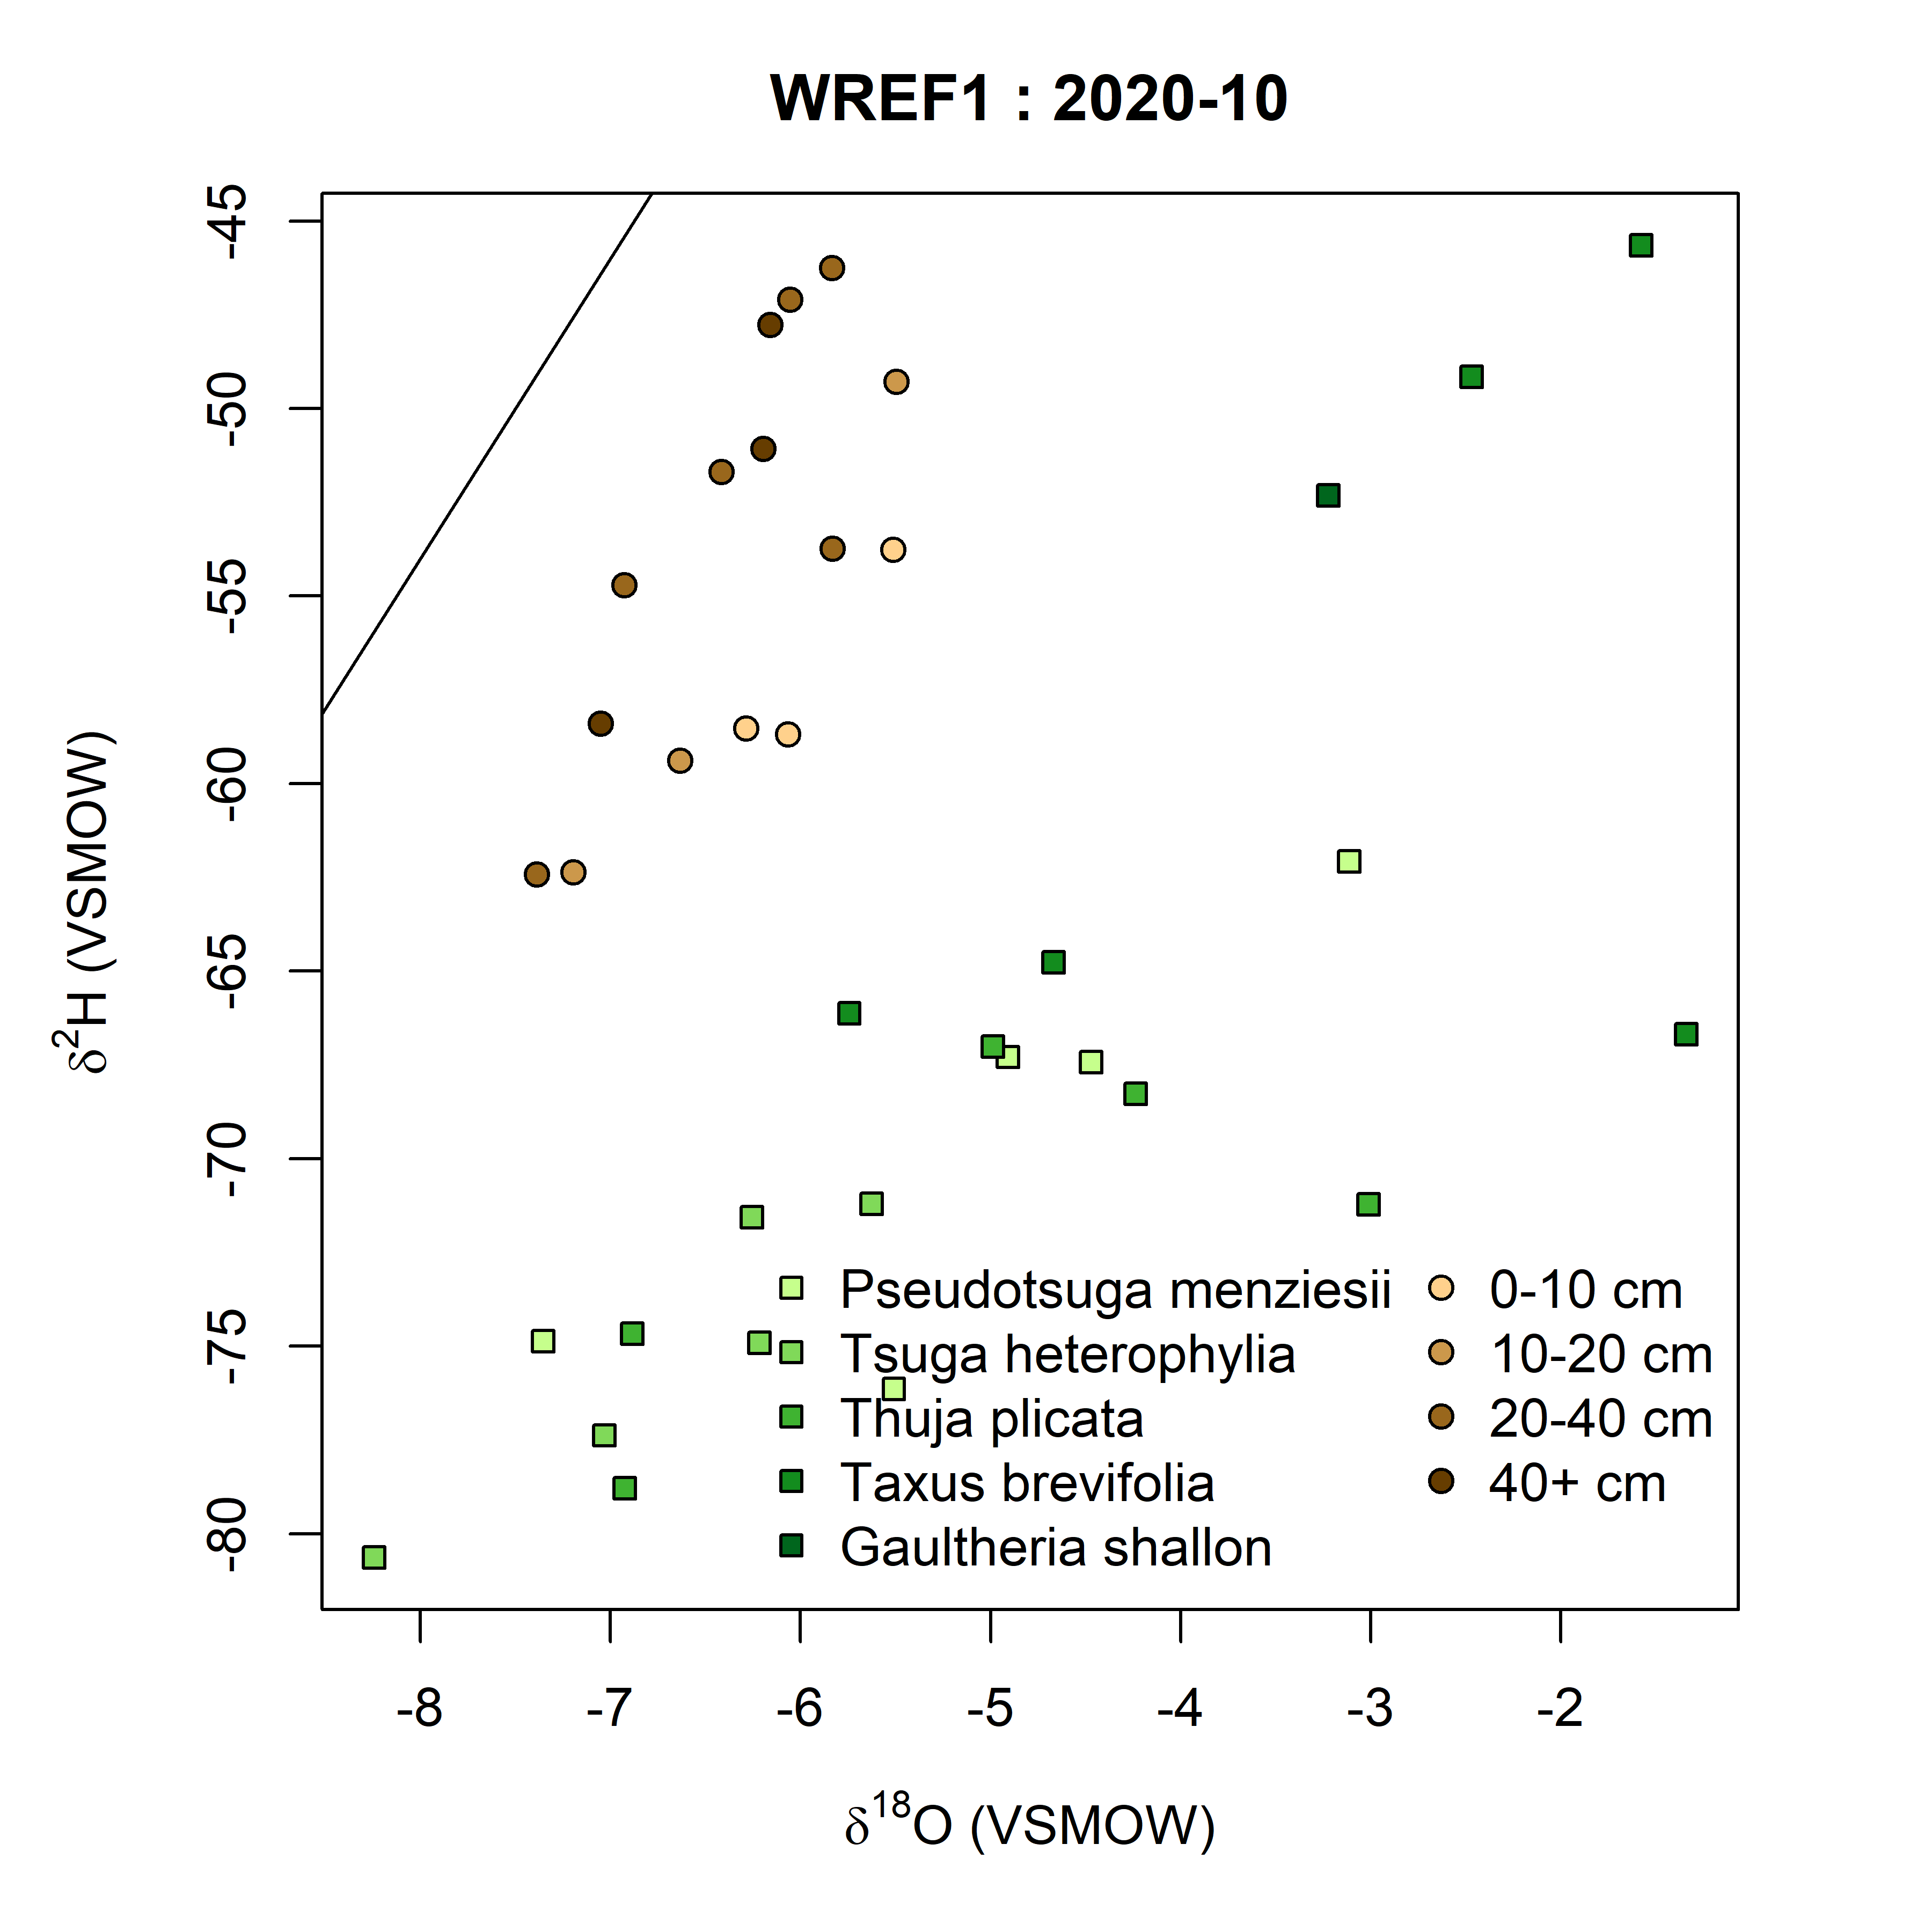 WREF1 : 2020-10
-45
-50
-55
-60
-65
-70
-75
-80
δ²H (VSMOW)
Pseudotsuga menziesii
Tsuga heterophylia
Thuja plicata
Taxus brevifolia
Gaultheria shallon
0-10 cm
10-20 cm
20-40 cm
40+ cm
-8 -7 -6 -5 -4 -3 -2
δ¹⁸O (VSMOW)